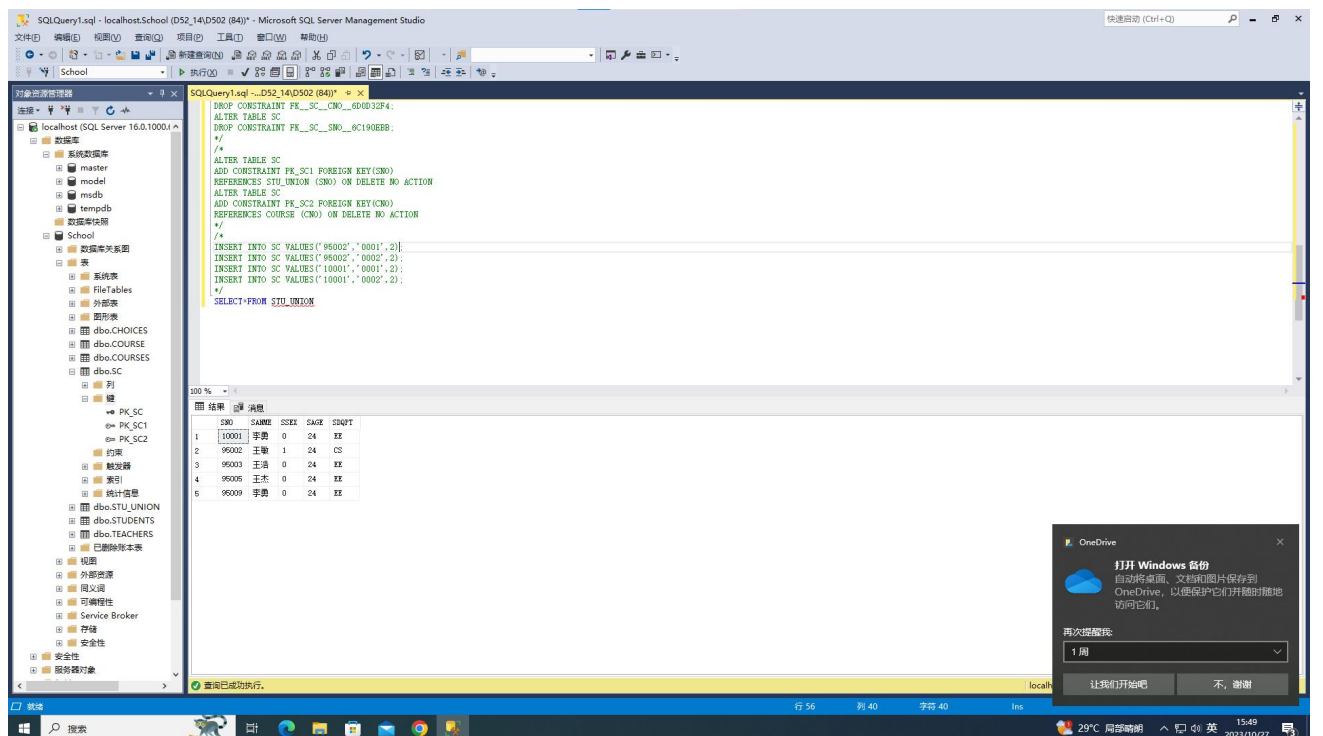 SQLQuery1.sql - localhost.School (D52_14\D502 (84))* - Microsoft SQL Server Management Studio
快速启动 (Ctrl+Q)
文件(F) 编辑(E) 视图(V) 查询(Q) 项目(P) 工具(T) 窗口(W) 帮助(H)
新建查询(N)
School
执行(X)
对象资源管理器
SQLQuery1.sql -...D52_14\D502 (84))*
连接
localhost (SQL Server 16.0.1000.(
数据库
系统数据库
master
model
msdb
tempdb
数据库快照
School
数据库关系图
表
系统表
FileTables
外部表
图形表
dbo.CHOICES
dbo.COURSE
dbo.COURSES
dbo.SC
列
键
PK_SC
PK_SC1
PK_SC2
约束
触发器
索引
统计信息
dbo.STU_UNION
dbo.STUDENTS
dbo.TEACHERS
已删除账本表
视图
外部资源
同义词
可编程性
Service Broker
存储
安全性
安全性
服务器对象
DROP CONSTRAINT FK__SC__CNO__6D0D32F4;
ALTER TABLE SC
DROP CONSTRAINT FK__SC__SNO__6C190EBB;
*/
/*
ALTER TABLE SC
ADD CONSTRAINT PK_SC1 FOREIGN KEY(SNO)
REFERENCES STU_UNION (SNO) ON DELETE NO ACTION
ALTER TABLE SC
ADD CONSTRAINT PK_SC2 FOREIGN KEY(CNO)
REFERENCES COURSE (CNO) ON DELETE NO ACTION
*/
/*
INSERT INTO SC VALUES('95002','0001',2);
INSERT INTO SC VALUES('95002','0002',2);
INSERT INTO SC VALUES('10001','0001',2);
INSERT INTO SC VALUES('10001','0002',2);
*/
SELECT*FROM STU_UNION
100 %
结果 消息
SNO SAHME SSEX SAGE SDQPT
1 10001 李勇 0 24 EE
2 95002 王敏 1 24 CS
3 95003 王浩 0 24 EE
4 95005 王杰 0 24 EE
5 95009 李勇 0 24 EE
查询已成功执行。
localh
OneDrive
打开 Windows 备份
自动将桌面、文档和图片保存到
OneDrive，以便保护它们并随时随地
访问它们。
再次提醒我:
1 周
让我们开始吧 不，谢谢
就绪
行 56 列 40 字符 40 Ins
搜索
29°C 局部晴朗 英 15:49
2023/10/27